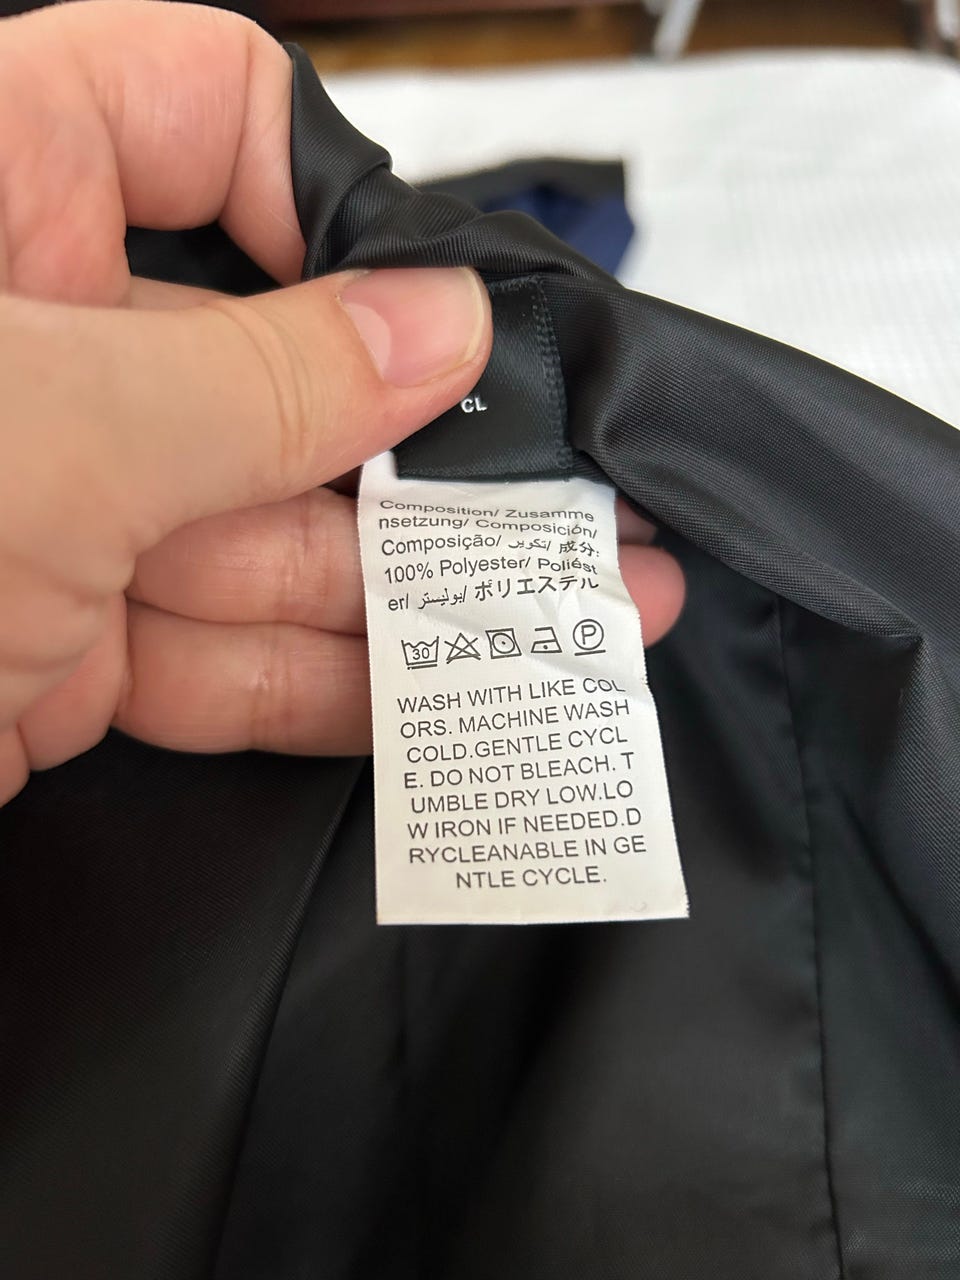 CL
Composition/ Zusamme
nsetzung/ Composición/
Composição/ تكوين/ 成分:
100% Polyester/ Poliést
er/ بوليستر/ ポリエステル
30 P
WASH WITH LIKE COL
ORS. MACHINE WASH
COLD.GENTLE CYCL
E. DO NOT BLEACH. T
UMBLE DRY LOW.LO
W IRON IF NEEDED.D
RYCLEANABLE IN GE
NTLE CYCLE.